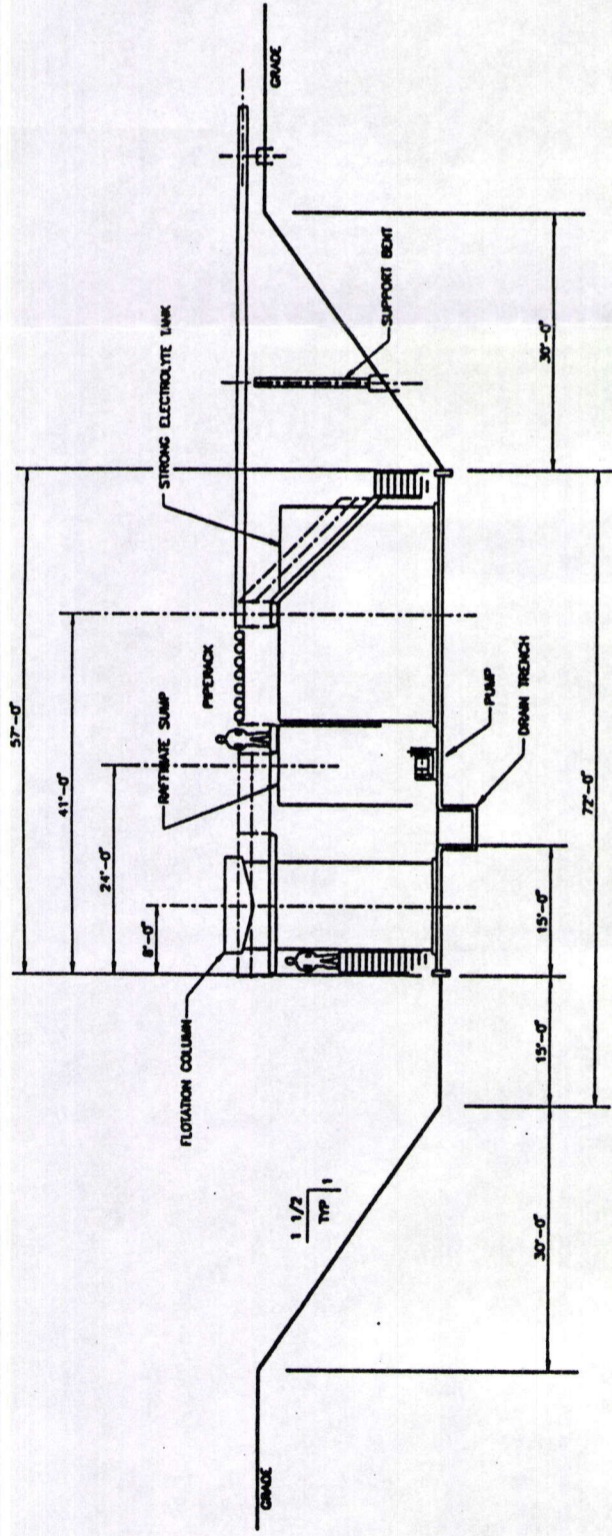 57'-0"
41'-0"
24'-0"
8'-0"
FLOTATION COLUMN
RAFFINATE SUMP
PIPERACK
STRONG ELECTROLYTE TANK
SUPPORT BENT
GRADE
GRADE
1 1/2
TYP 1
PUMP
DRAIN TRENCH
30'-0"
15'-0"
15'-0"
72'-0"
30'-0"